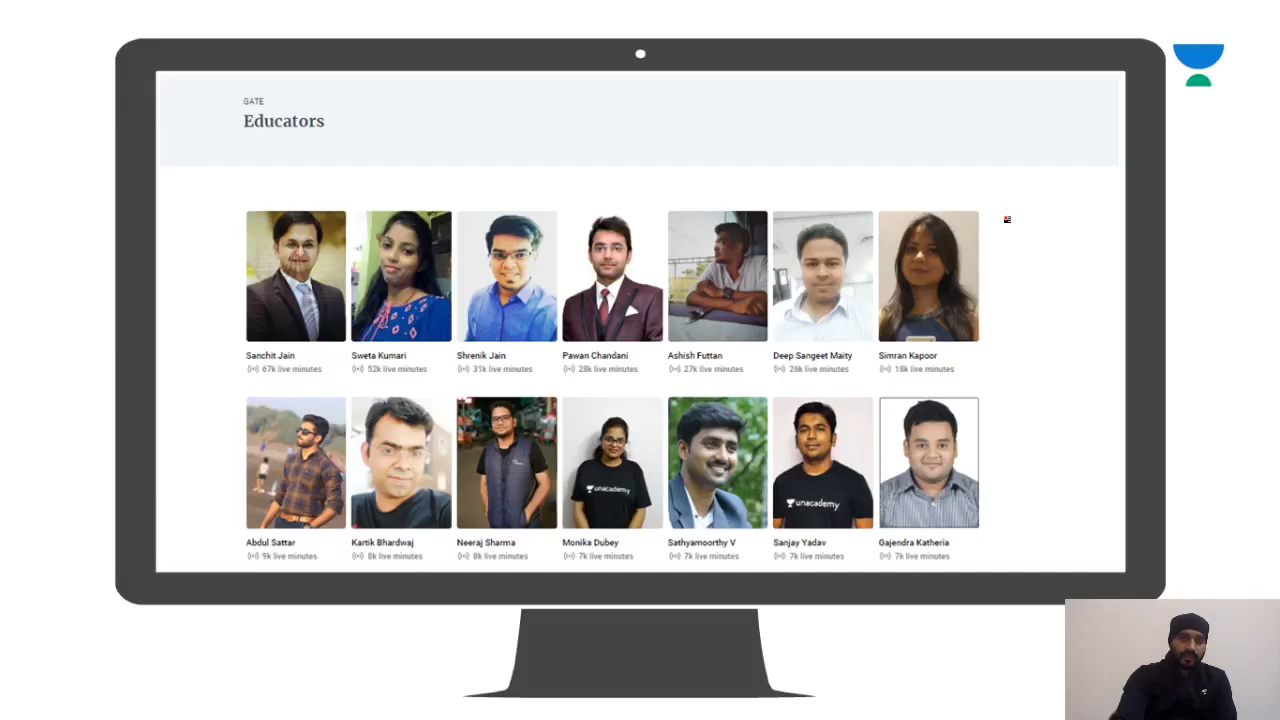 GATE
Educators
Sanchit Jain
67k live minutes
Sweta Kumari
52k live minutes
Shrenik Jain
31k live minutes
Pawan Chandani
28k live minutes
Ashish Futtan
27k live minutes
Deep Sangeet Maity
26k live minutes
Simran Kapoor
18k live minutes
unacademy
unacademy
Abdul Sattar
9k live minutes
Kartik Bhardwaj
8k live minutes
Neeraj Sharma
8k live minutes
Monika Dubey
7k live minutes
Sathyamoorthy V
7k live minutes
Sanjay Yadav
7k live minutes
Gajendra Katheria
7k live minutes